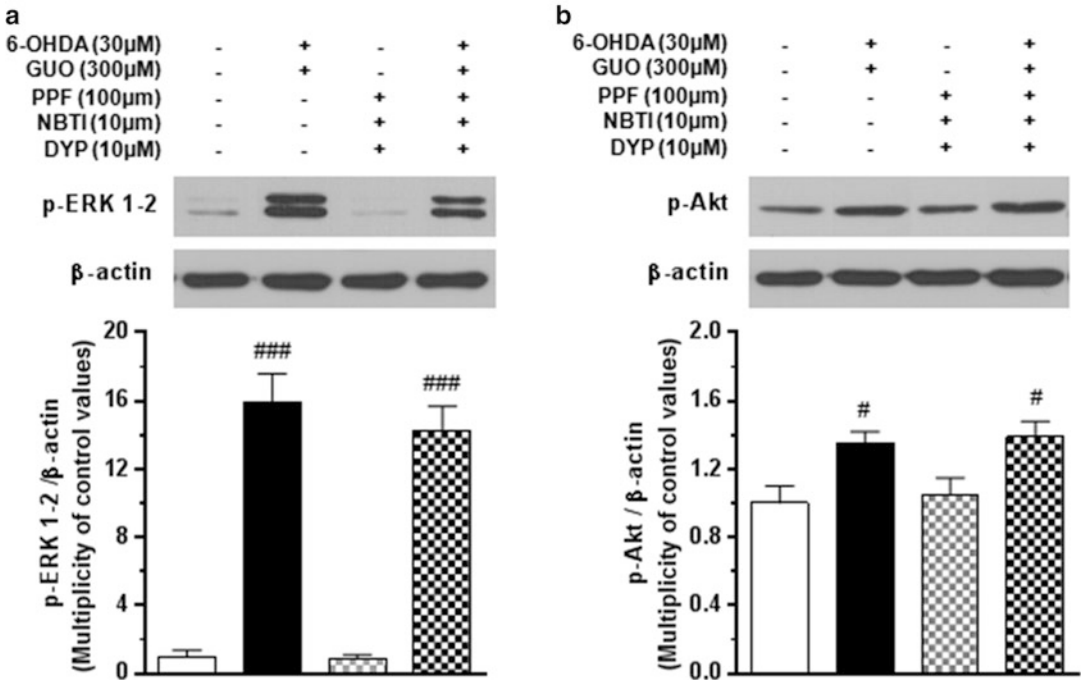 a
6-OHDA (30µM) - + - +
GUO (300µM) - + - +
PPF (100µm) - - + +
NBTI (10µm) - - + +
DYP (10µM) - - + +
p-ERK 1-2
β-actin
p-ERK 1-2 /β-actin
(Multiplicity of control values)
20
16
12
8
4
0
###
###
b
6-OHDA (30µM) - + - +
GUO (300µM) - + - +
PPF (100µm) - - + +
NBTI (10µm) - - + +
DYP (10µM) - - + +
p-Akt
β-actin
p-Akt / β-actin
(Multiplicity of control values)
2.0
1.6
1.2
0.8
0.4
0.0
#
#